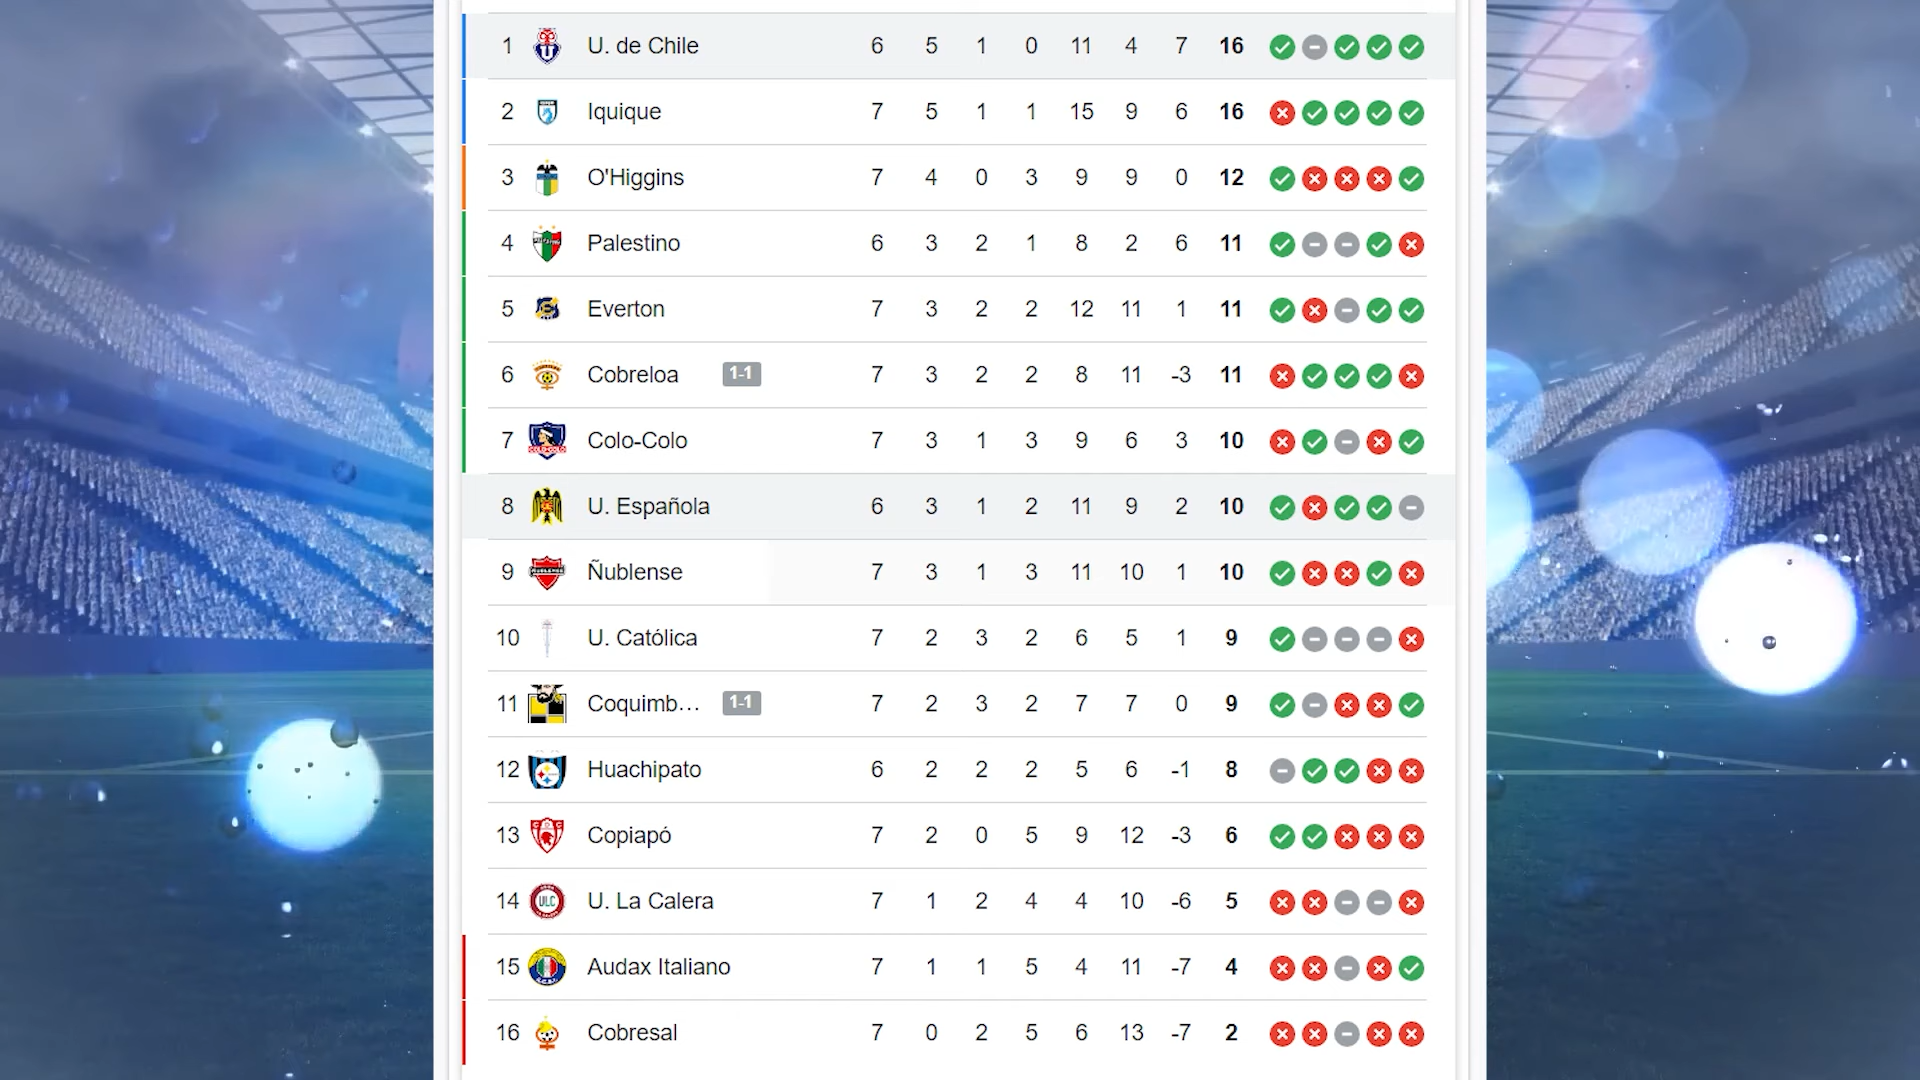 1 U. de Chile 6 5 1 0 11 4 7 16
2 Iquique 7 5 1 1 15 9 6 16
3 O'Higgins 7 4 0 3 9 9 0 12
4 Palestino 6 3 2 1 8 2 6 11
5 Everton 7 3 2 2 12 11 1 11
6 Cobreloa 1-1 7 3 2 2 8 11 -3 11
7 Colo-Colo 7 3 1 3 9 6 3 10
8 U. Española 6 3 1 2 11 9 2 10
9 Ñublense 7 3 1 3 11 10 1 10
10 U. Católica 7 2 3 2 6 5 1 9
11 Coquimb... 1-1 7 2 3 2 7 7 0 9
12 Huachipato 6 2 2 2 5 6 -1 8
13 Copiapó 7 2 0 5 9 12 -3 6
14 U. La Calera 7 1 2 4 4 10 -6 5
15 Audax Italiano 7 1 1 5 4 11 -7 4
16 Cobresal 7 0 2 5 6 13 -7 2